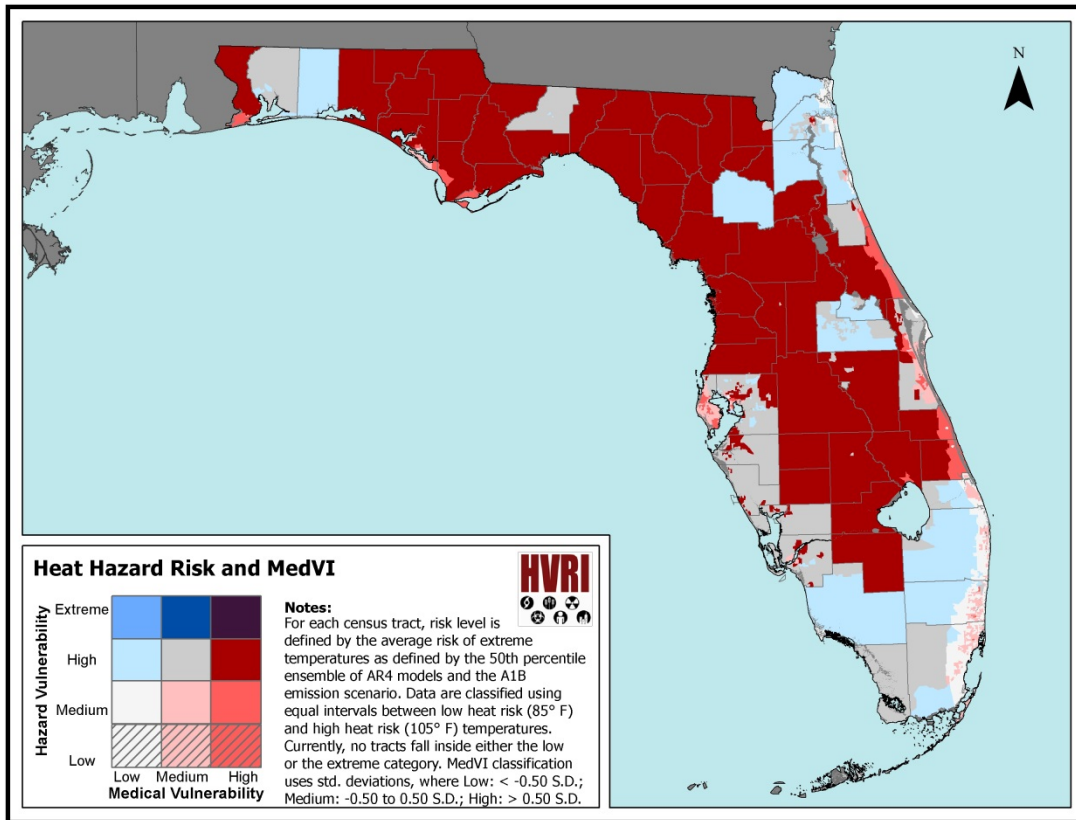 N
Heat Hazard Risk and MedVI
HVRI
Hazard Vulnerability
Extreme
High
Medium
Low
Low Medium High
Medical Vulnerability
Notes:
For each census tract, risk level is
defined by the average risk of extreme
temperatures as defined by the 50th percentile
ensemble of AR4 models and the A1B
emission scenario. Data are classified using
equal intervals between low heat risk (85° F)
and high heat risk (105° F) temperatures.
Currently, no tracts fall inside either the low
or the extreme category. MedVI classification
uses std. deviations, where Low: < -0.50 S.D.;
Medium: -0.50 to 0.50 S.D.; High: > 0.50 S.D.